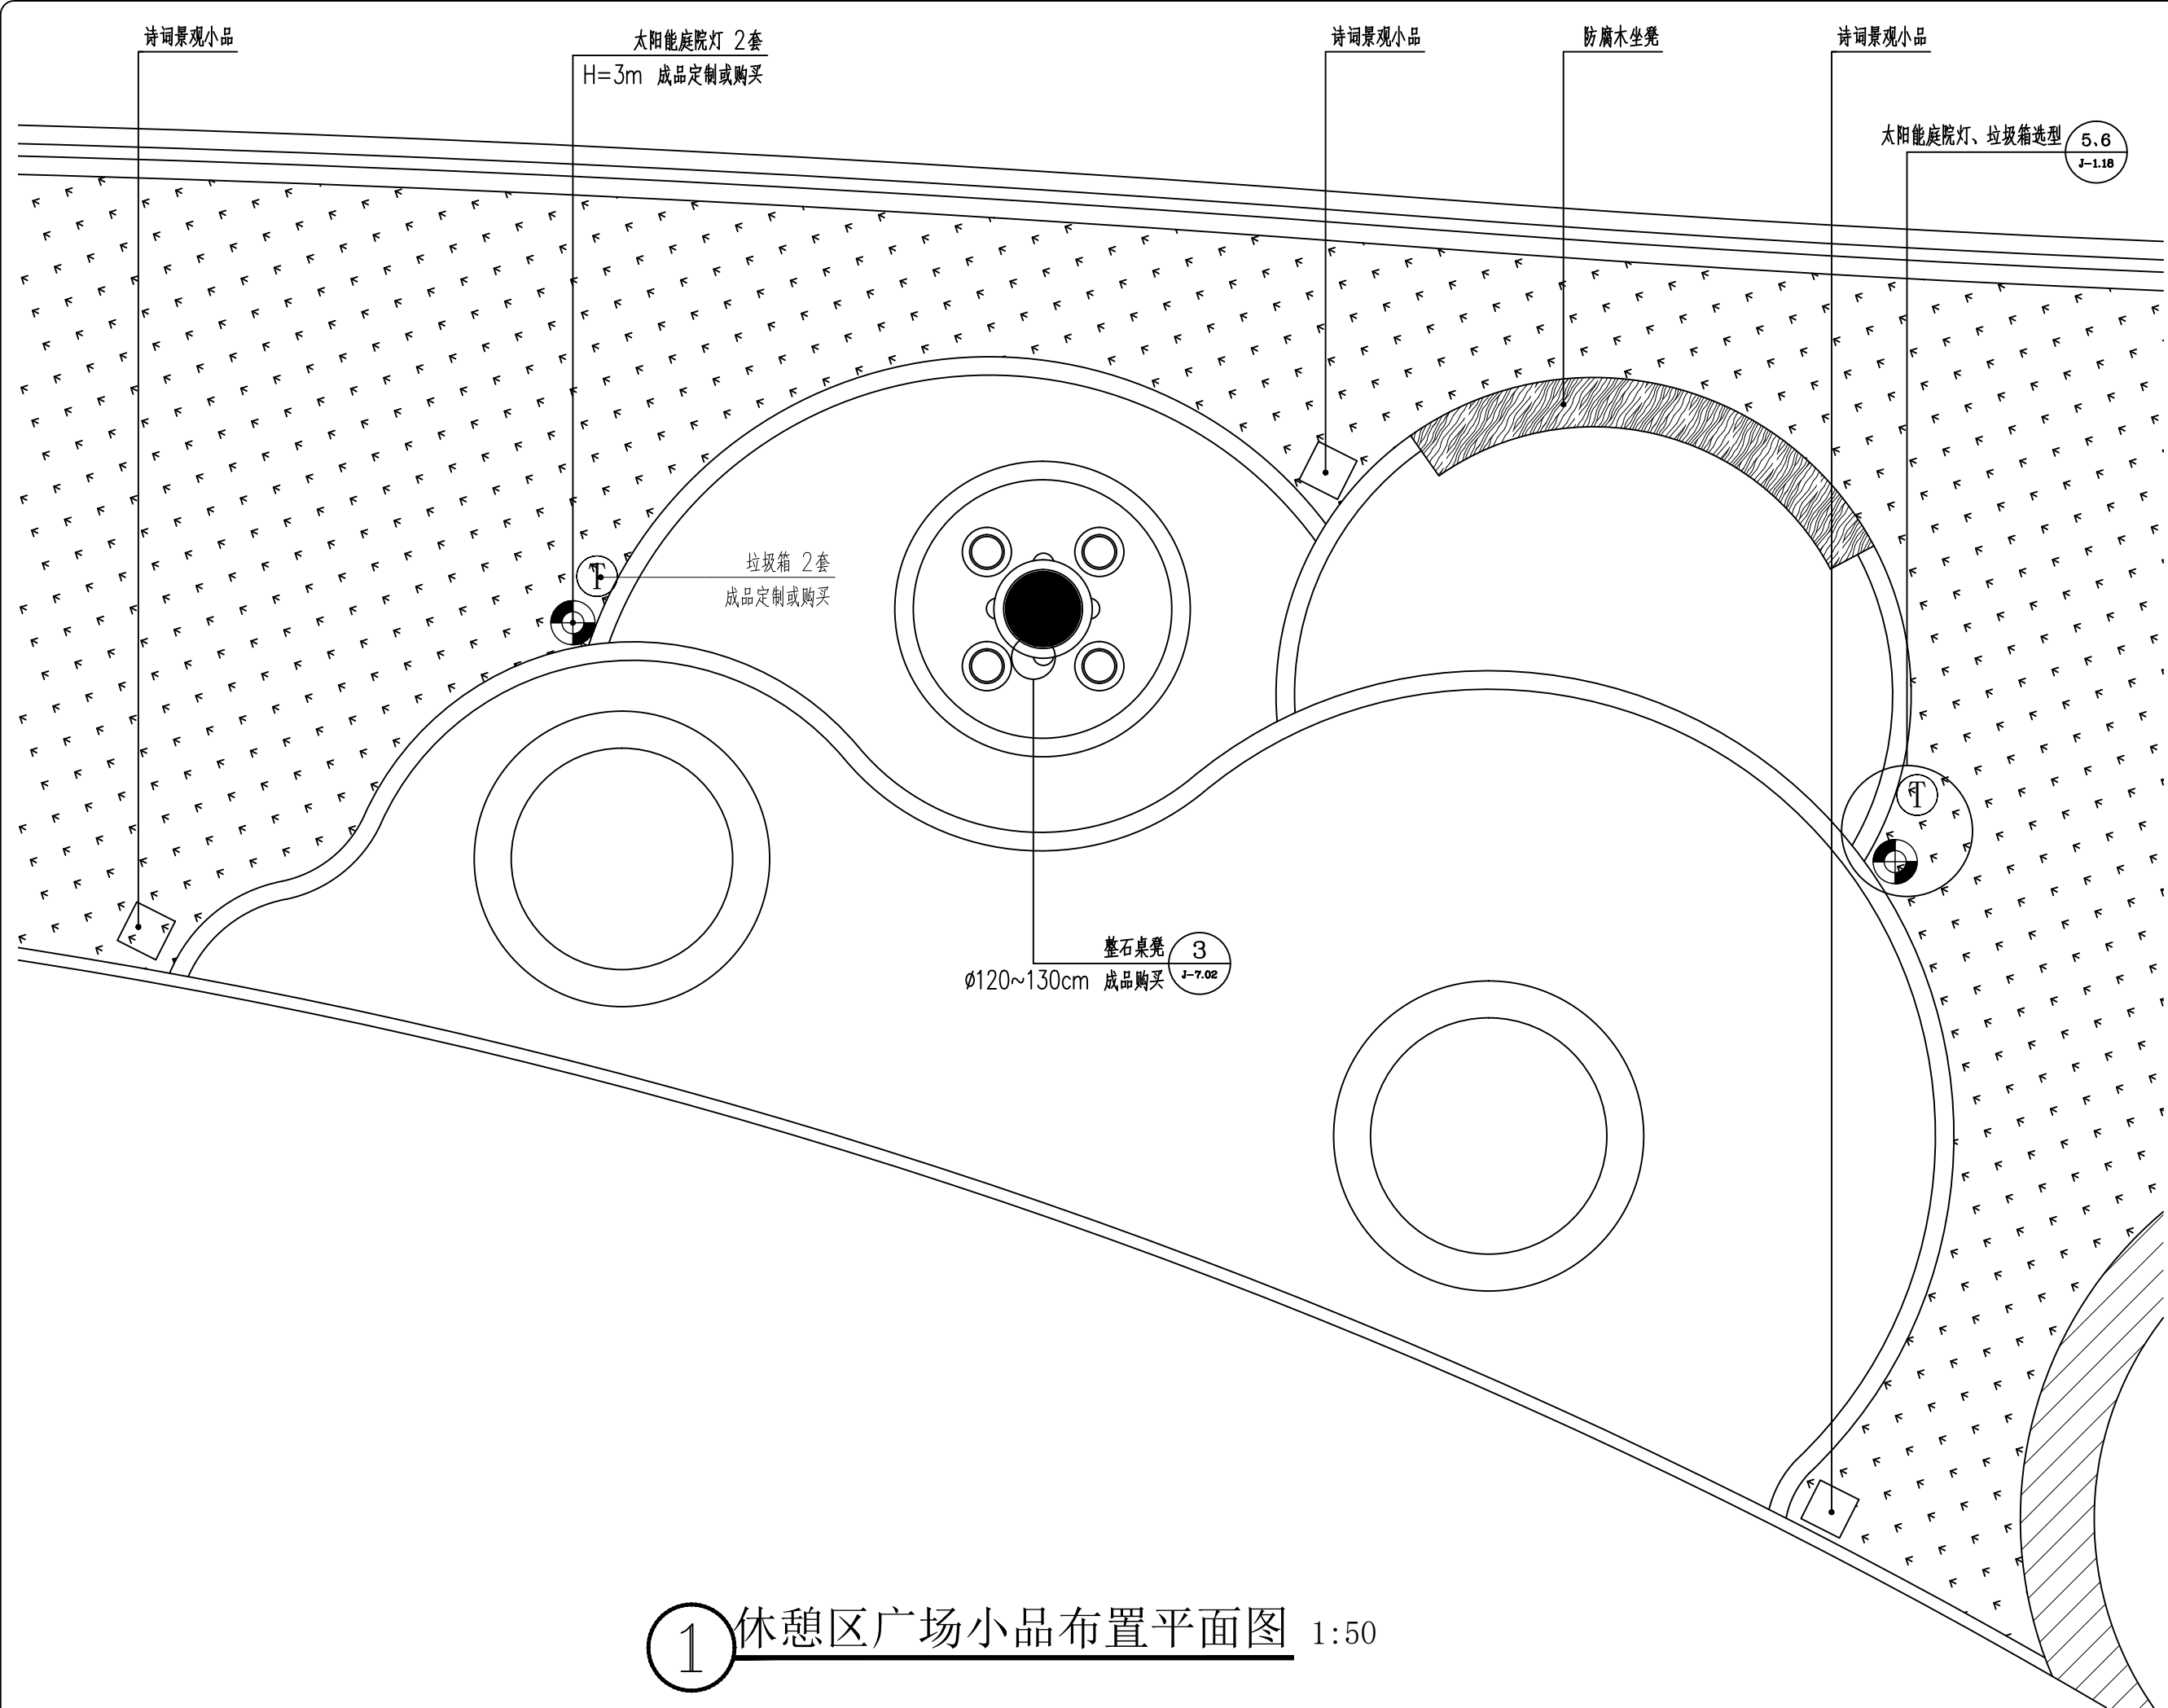 诗词景观小品
太阳能庭院灯 2套
H=3m 成品定制或购买
诗词景观小品
防腐木坐凳
诗词景观小品
太阳能庭院灯、垃圾箱选型
5、6
J-1.18
垃圾箱 2套
成品定制或购买
T
T
整石桌凳
ø120~130cm 成品购买
3
J-7.02
1
休憩区广场小品布置平面图 1:50